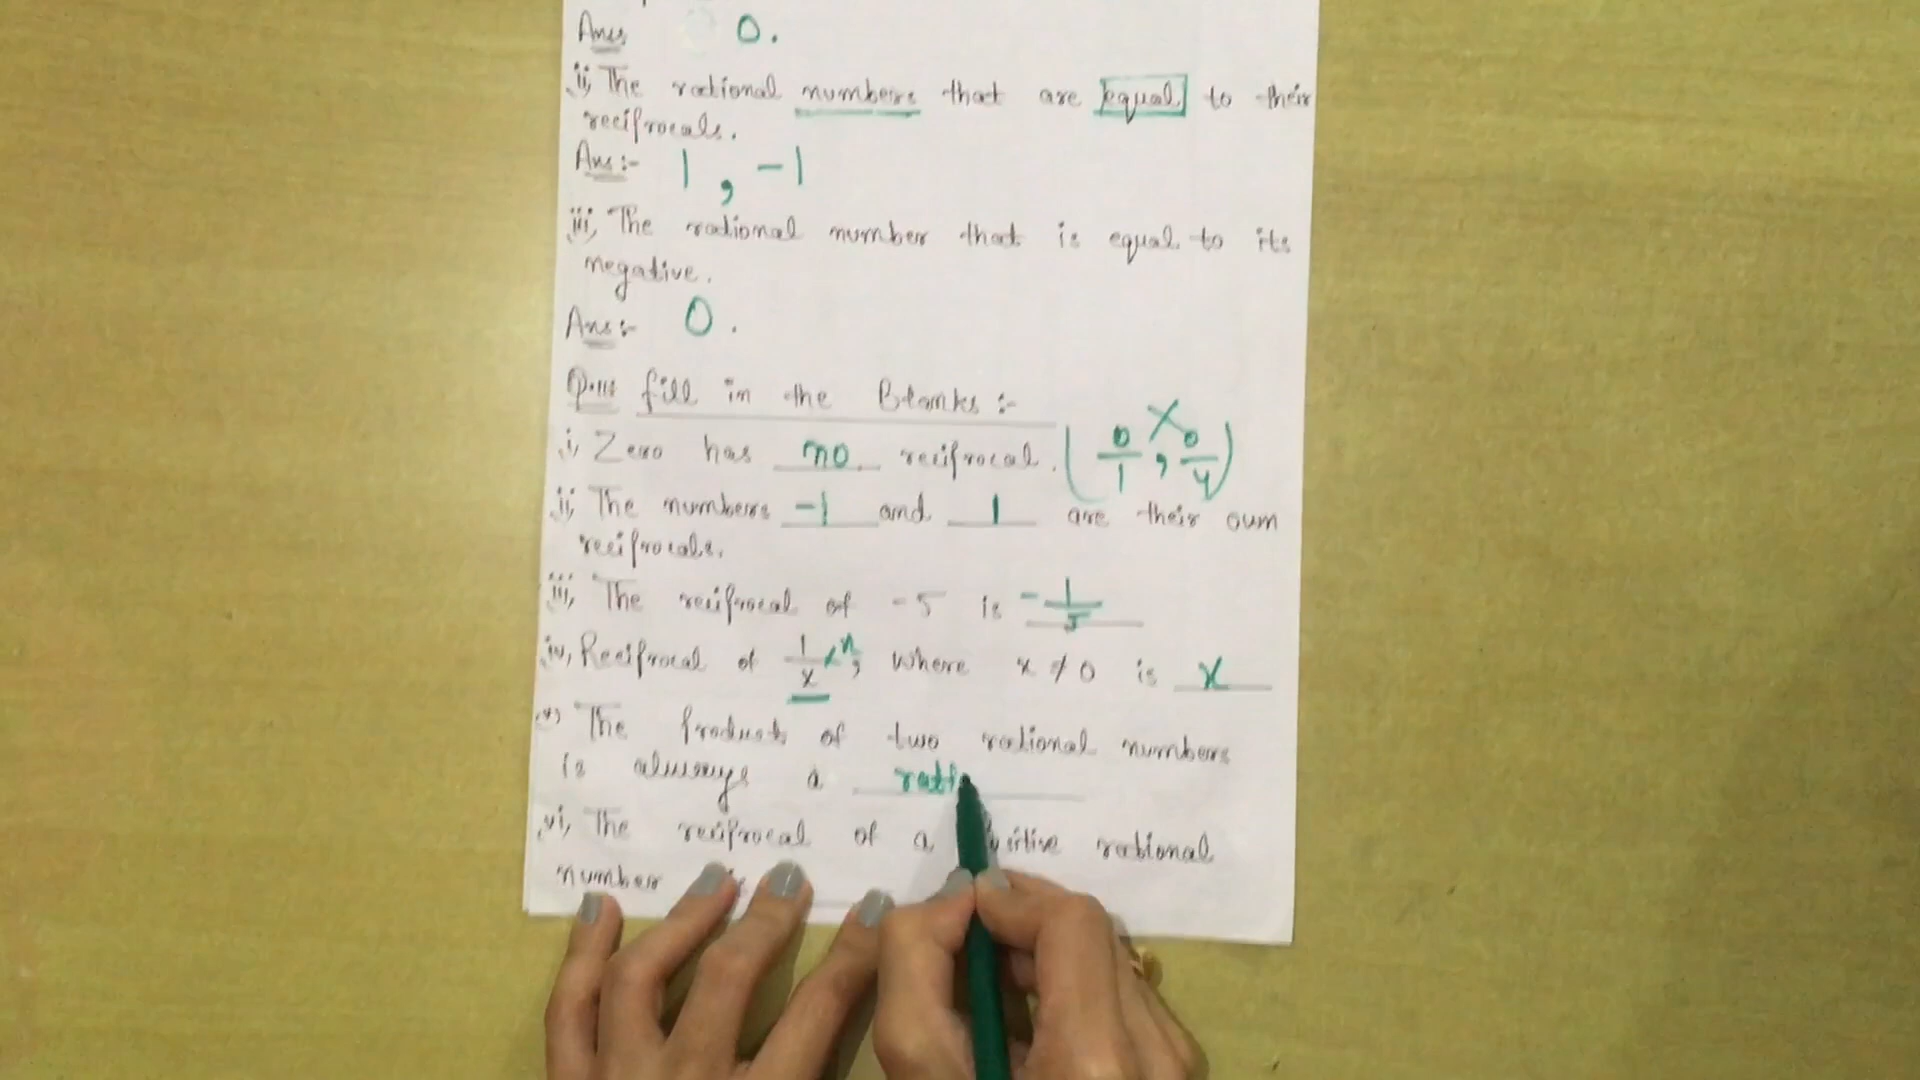 Ans 0.
ii, The rational numbers that are equal to their
reciprocals.
Ans:- 1 , -1
iii, The rational number that is equal to its
negative.
Ans:- 0.
Q.III fill in the Blanks :-
i, Zero has no reciprocal. ( 0/1 , 0/4 )
ii, The numbers -1 and 1 are their own
reciprocals.
iii, The reciprocal of -5 is -1/5
iv, Reciprocal of 1/x, where x ≠ 0 is x
v, The product of two rational numbers
is always a rati
vi, The reciprocal of a positive rational
number is